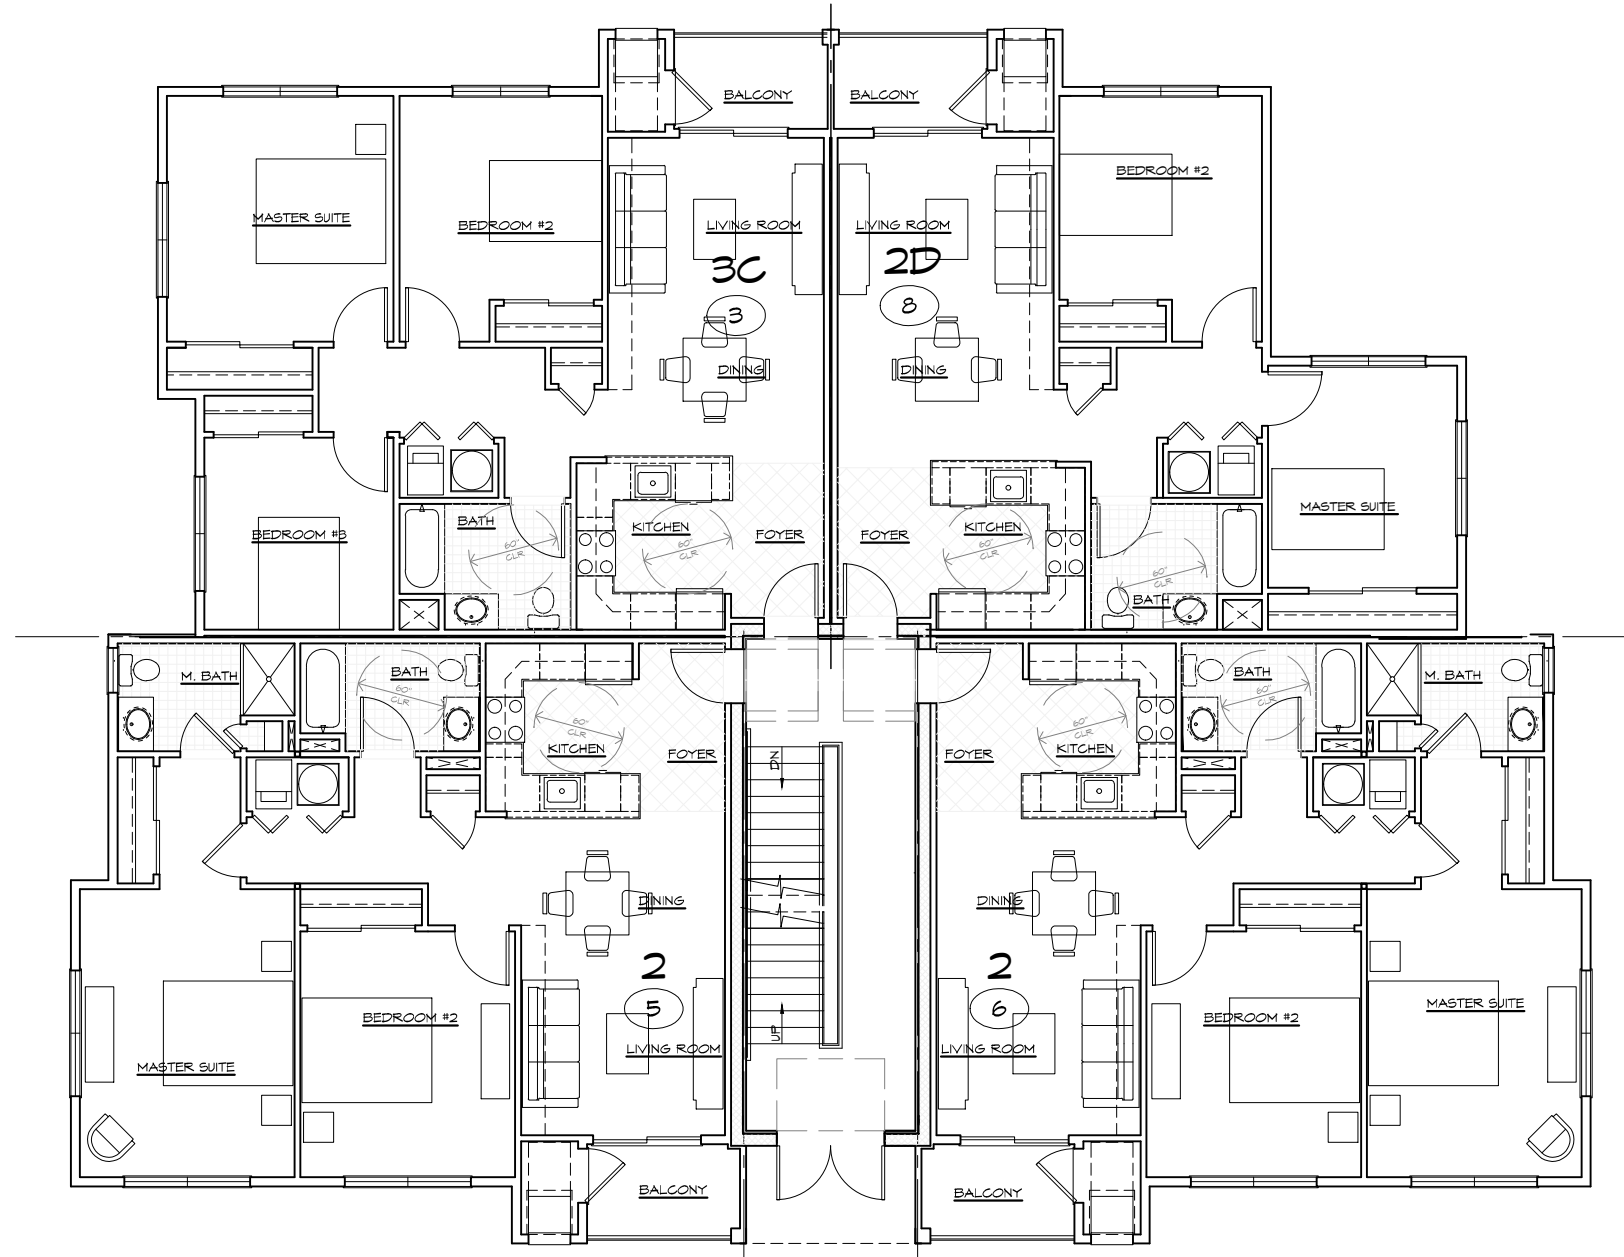 BALCONY
BALCONY
BEDROOM #2
MASTER SUITE
BEDROOM #2
LIVING ROOM
LIVING ROOM
3C
2D
3
8
DINING
DINING
MASTER SUITE
BATH
KITCHEN
KITCHEN
BEDROOM #3
FOYER
FOYER
60"
CLR
60"
CLR
60"
CLR
60"
CLR
BATH
M. BATH
BATH
BATH
M. BATH
60"
CLR
60"
CLR
60"
CLR
60"
CLR
KITCHEN
FOYER
DN
FOYER
KITCHEN
DINING
DINING
2
2
5
6
BEDROOM #2
UP
BEDROOM #2
MASTER SUITE
LIVING ROOM
LIVING ROOM
MASTER SUITE
BALCONY
BALCONY